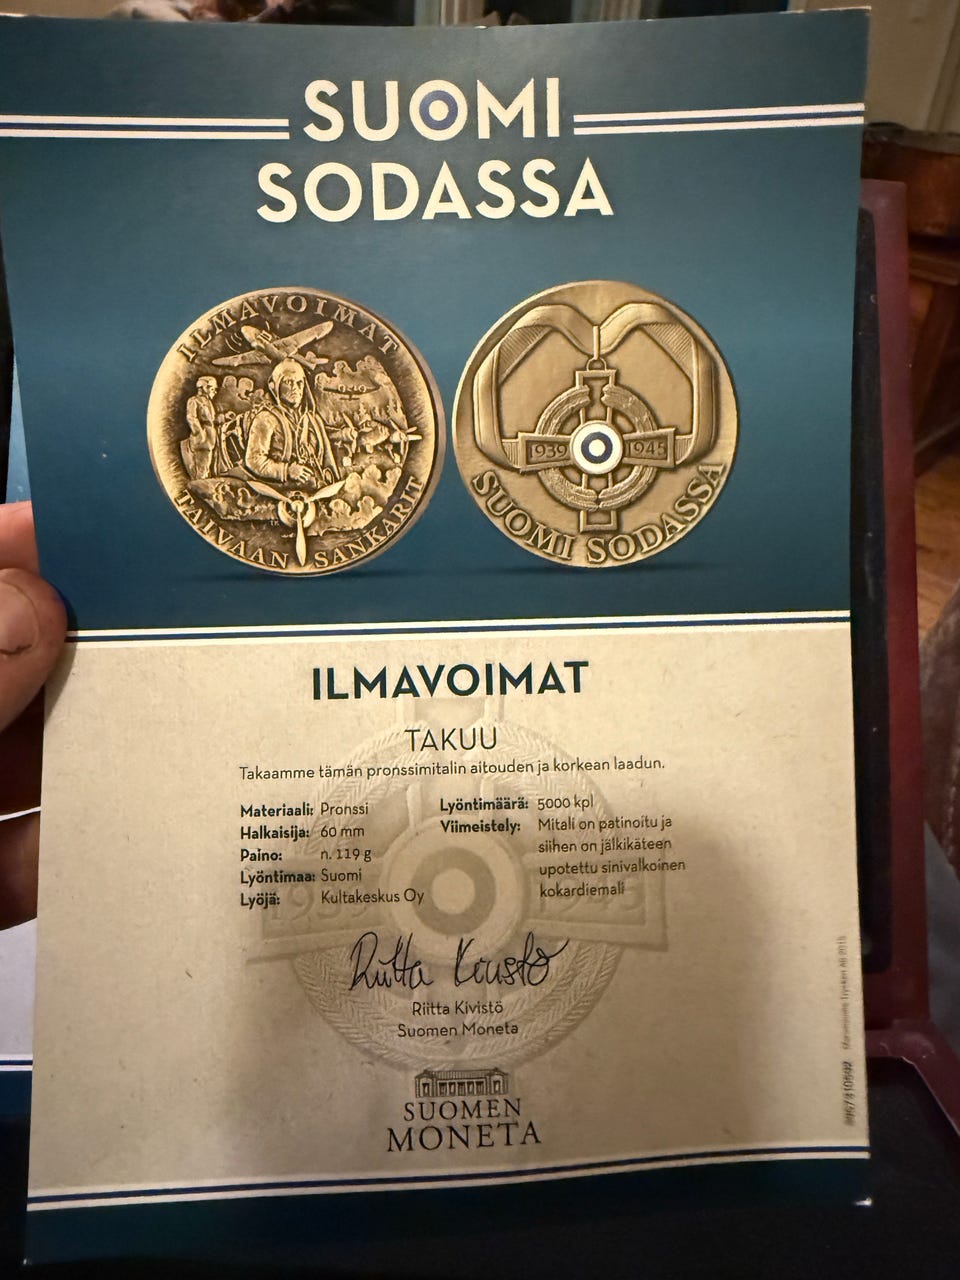 SUOMI
SODASSA
ILMAVOIMAT
TAIVAAN SANKARIT
1939 1945
SUOMI SODASSA
ILMAVOIMAT
TAKUU
Takaamme tämän pronssimitalin aitouden ja korkean laadun.
Materiaali: Pronssi
Halkaisija: 60 mm
Paino: n. 119 g
Lyöntimaa: Suomi
Lyöjä: Kultakeskus Oy
Lyöntimäärä: 5000 kpl
Viimeistely: Mitali on patinoitu ja
siihen on jälkikäteen
upotettu sinivalkoinen
kokardiemali
Riitta Kivistö
Riitta Kivistö
Suomen Moneta
SUOMEN
MONETA